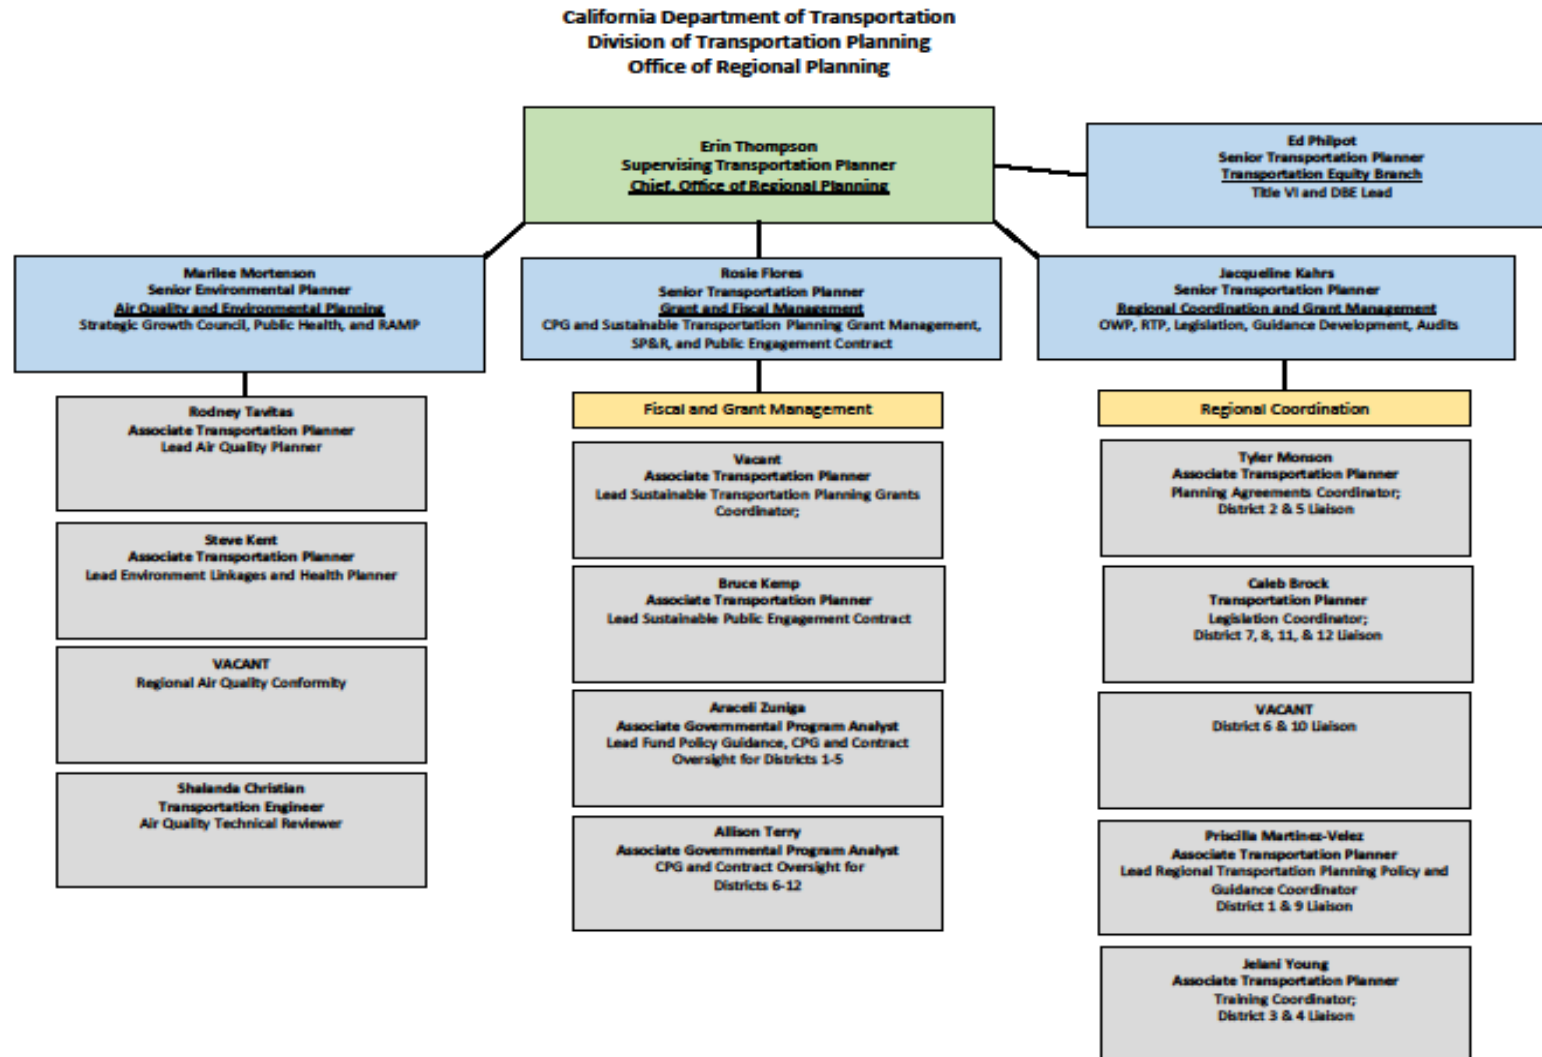 California Department of Transportation
Division of Transportation Planning
Office of Regional Planning
Erin Thompson
Supervising Transportation Planner
Chief, Office of Regional Planning
Ed Philpot
Senior Transportation Planner
Transportation Equity Branch
Title VI and DBE Lead
Marilee Mortenson
Senior Environmental Planner
Air Quality and Environmental Planning
Strategic Growth Council, Public Health, and RAMP
Rosie Flores
Senior Transportation Planner
Grant and Fiscal Management
CPG and Sustainable Transportation Planning Grant Management,
SP&R, and Public Engagement Contract
Jacqueline Kahrs
Senior Transportation Planner
Regional Coordination and Grant Management
OWP, RTP, Legislation, Guidance Development, Audits
Rodney Tavitas
Associate Transportation Planner
Lead Air Quality Planner
Steve Kent
Associate Transportation Planner
Lead Environment Linkages and Health Planner
VACANT
Regional Air Quality Conformity
Shalanda Christian
Transportation Engineer
Air Quality Technical Reviewer
Fiscal and Grant Management
Vacant
Associate Transportation Planner
Lead Sustainable Transportation Planning Grants
Coordinator;
Bruce Kemp
Associate Transportation Planner
Lead Sustainable Public Engagement Contract
Araceli Zuniga
Associate Governmental Program Analyst
Lead Fund Policy Guidance, CPG and Contract
Oversight for Districts 1-5
Allison Terry
Associate Governmental Program Analyst
CPG and Contract Oversight for
Districts 6-12
Regional Coordination
Tyler Monson
Associate Transportation Planner
Planning Agreements Coordinator;
District 2 & 5 Liaison
Caleb Brock
Transportation Planner
Legislation Coordinator;
District 7, 8, 11, & 12 Liaison
VACANT
District 6 & 10 Liaison
Priscilla Martinez-Velez
Associate Transportation Planner
Lead Regional Transportation Planning Policy and
Guidance Coordinator
District 1 & 9 Liaison
Jelani Young
Associate Transportation Planner
Training Coordinator;
District 3 & 4 Liaison